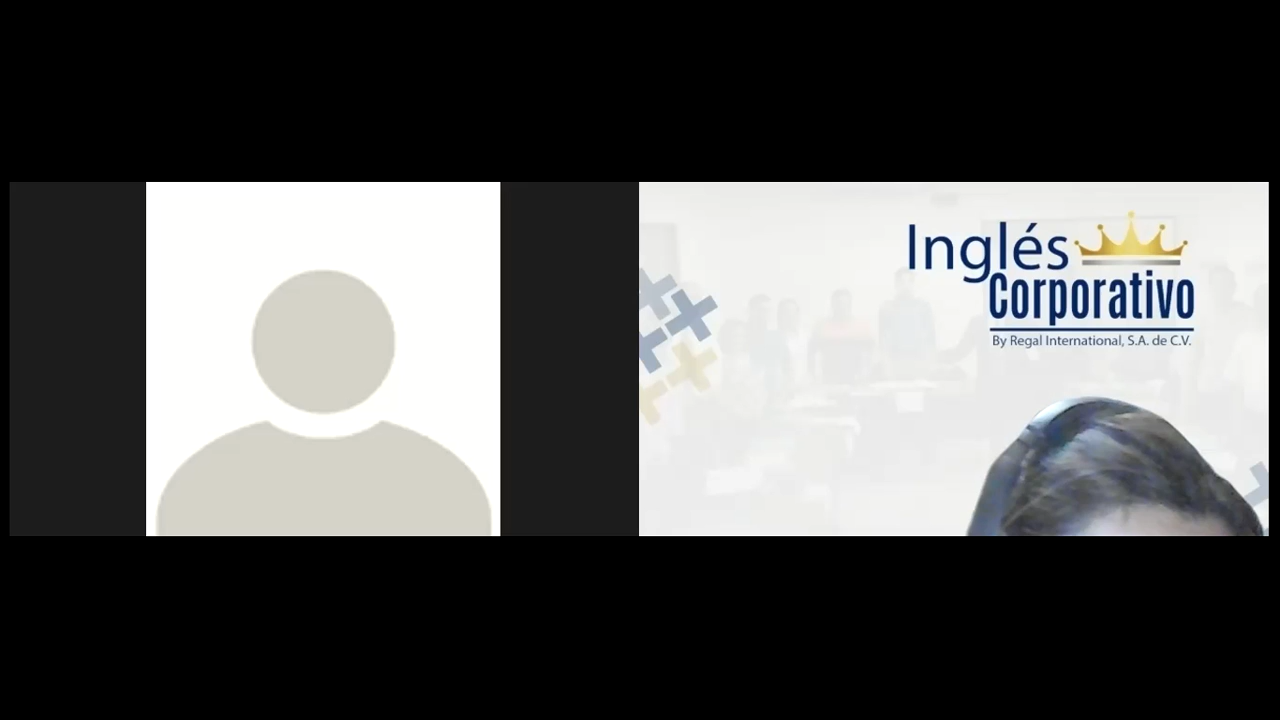 Inglés
Corporativo
By Regal International, S.A. de C.V.